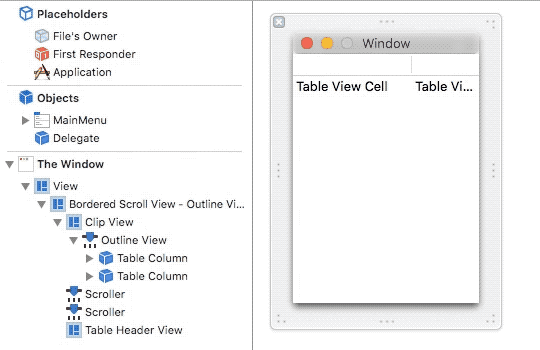 Placeholders
File's Owner
First Responder
Application
Objects
MainMenu
Delegate
The Window
View
Bordered Scroll View - Outline Vi...
Clip View
Outline View
Table Column
Table Column
Scroller
Scroller
Table Header View
Window
Table View Cell Table Vi...